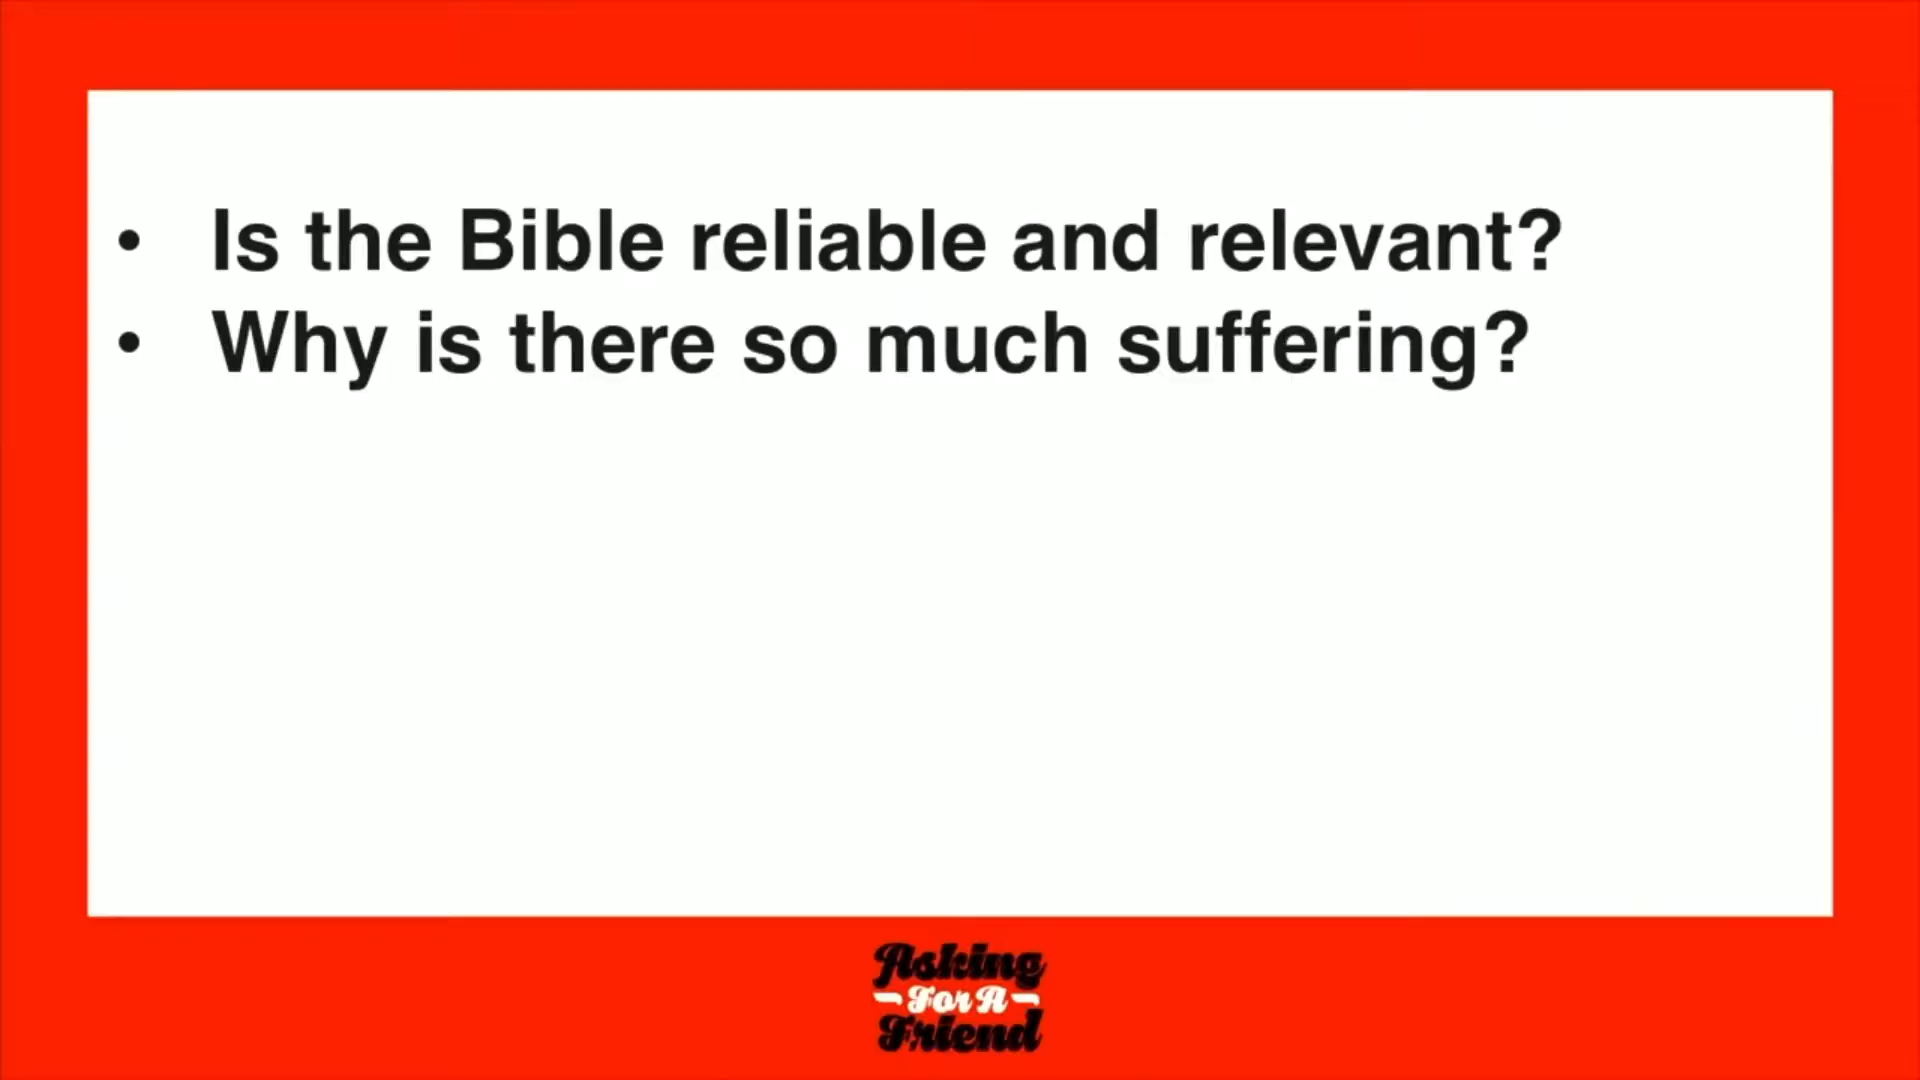 • Is the Bible reliable and relevant?
• Why is there so much suffering?
Asking
For A
Friend